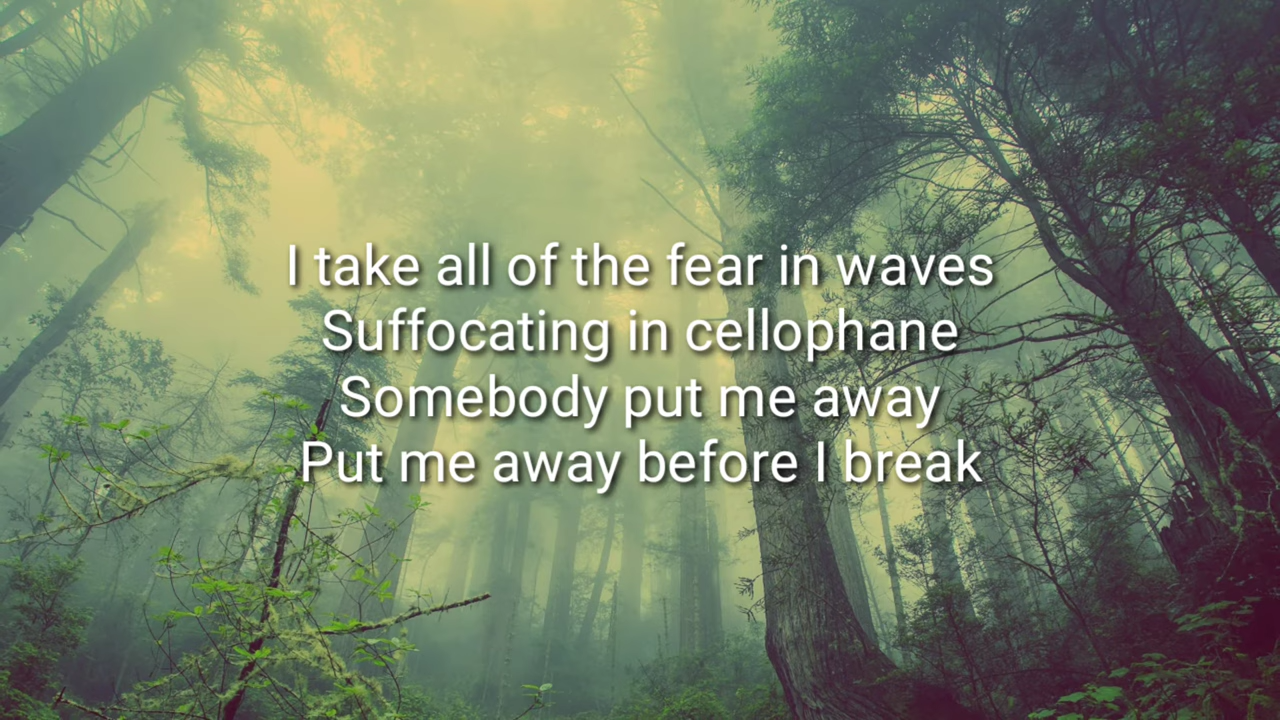 I take all of the fear in waves
Suffocating in cellophane
Somebody put me away
Put me away before I break